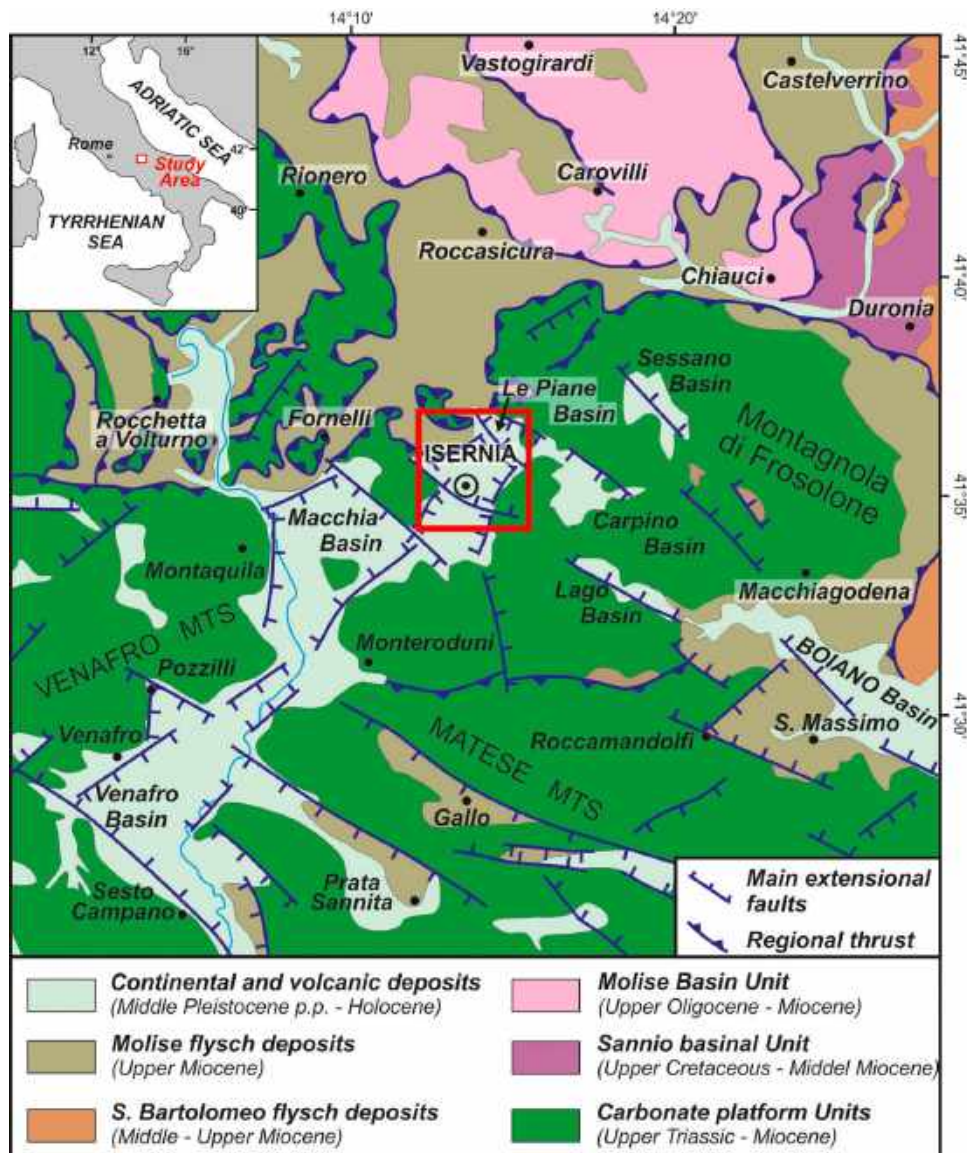 14°10'
14°20'
41°45'
41°40'
41°35'
41°30'
12°
16°
ADRIATIC SEA
Rome
42°
Study
Area
40°
TYRRHENIAN
SEA
Vastogirardi
Castelverrino
Rionero
Carovilli
Roccasicura
Chiauci
Duronia
Sessano
Basin
Le Piane
Basin
Rocchetta
a Volturno
Fornelli
Montagnola
di Frosolone
ISERNIA
Macchia
Basin
Carpino
Basin
Montaquila
Lago
Basin
Macchiagodena
VENAFRO MTS
Monteroduni
BOIANO Basin
Pozzilli
Venafro
MATESE MTS
Roccamandolfi
S. Massimo
Venafro
Basin
Gallo
Sesto
Campano
Prata
Sannita
Main extensional
faults
Regional thrust
Continental and volcanic deposits
(Middle Pleistocene p.p. - Holocene)
Molise flysch deposits
(Upper Miocene)
S. Bartolomeo flysch deposits
(Middle - Upper Miocene)
Molise Basin Unit
(Upper Oligocene - Miocene)
Sannio basinal Unit
(Upper Cretaceous - Middel Miocene)
Carbonate platform Units
(Upper Triassic - Miocene)